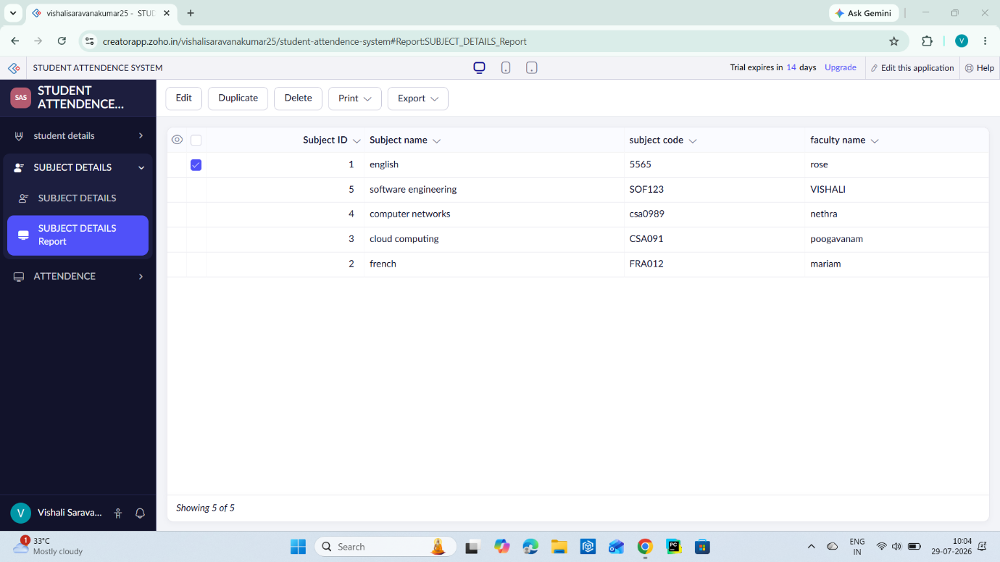 vishalisaravanakumar25 - STUD
Ask Gemini
creatorapp.zoho.in/vishalisaravanakumar25/student-attendence-system#Report:SUBJECT_DETAILS_Report
V
STUDENT ATTENDENCE SYSTEM
Trial expires in 14 days Upgrade
Edit this application
Help
SAS
STUDENT
ATTENDENCE...
student details
SUBJECT DETAILS
SUBJECT DETAILS
SUBJECT DETAILS
Report
ATTENDENCE
V
Vishali Sarava...
Edit Duplicate Delete Print Export
Subject ID Subject name subject code faculty name
1 english 5565 rose
5 software engineering SOF123 VISHALI
4 computer networks csa0989 nethra
3 cloud computing CSA091 poogavanam
2 french FRA012 mariam
Showing 5 of 5
1
33°C
Mostly cloudy
Search
PC
ENG
IN
10:04
29-07-2026